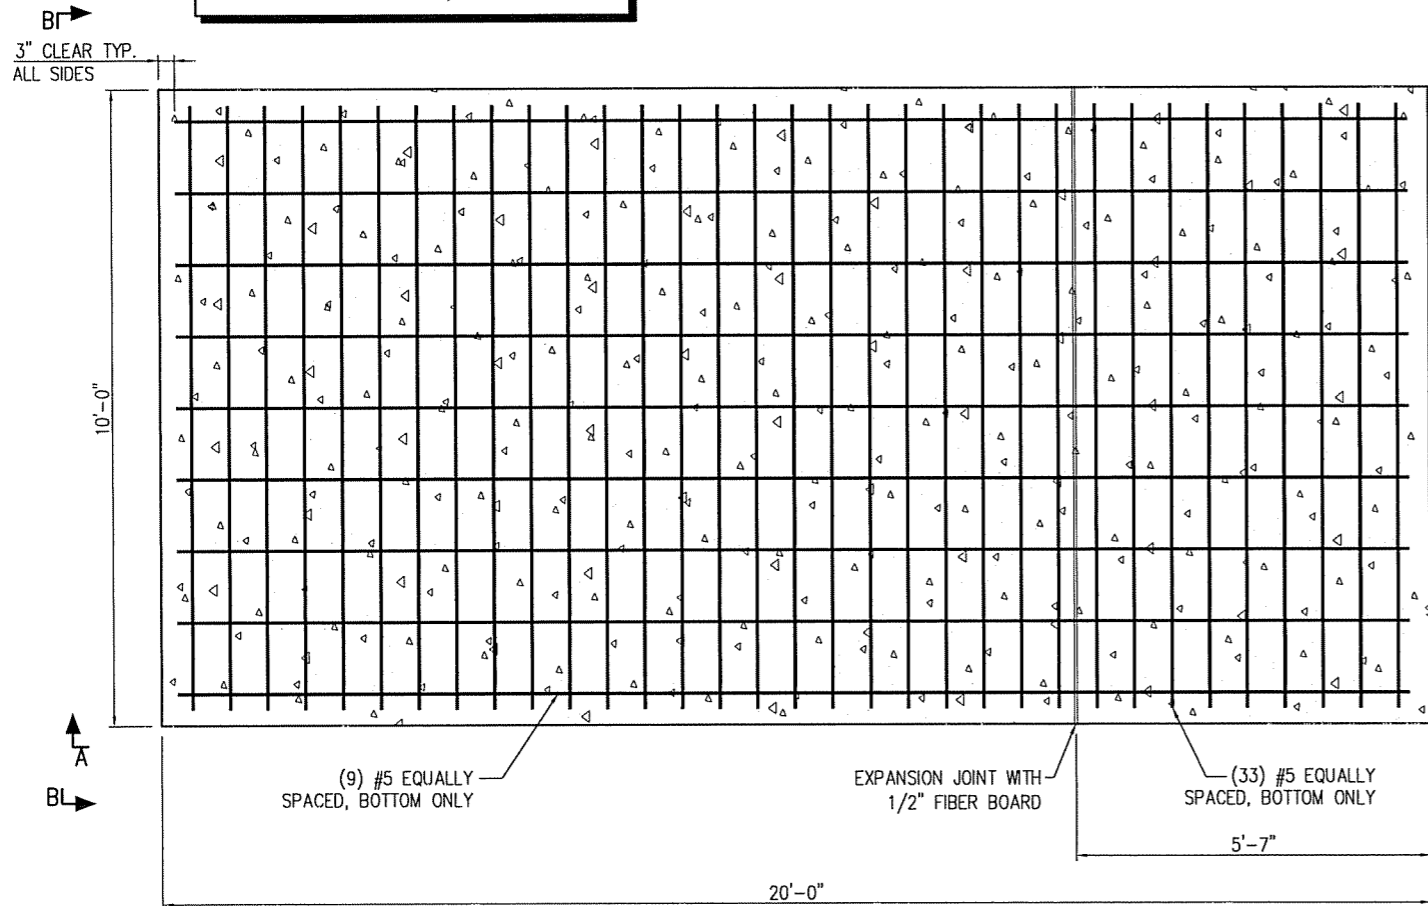 B
3" CLEAR TYP.
ALL SIDES
10'-0"
A
B
(9) #5 EQUALLY
SPACED, BOTTOM ONLY
EXPANSION JOINT WITH
1/2" FIBER BOARD
(33) #5 EQUALLY
SPACED, BOTTOM ONLY
5'-7"
20'-0"